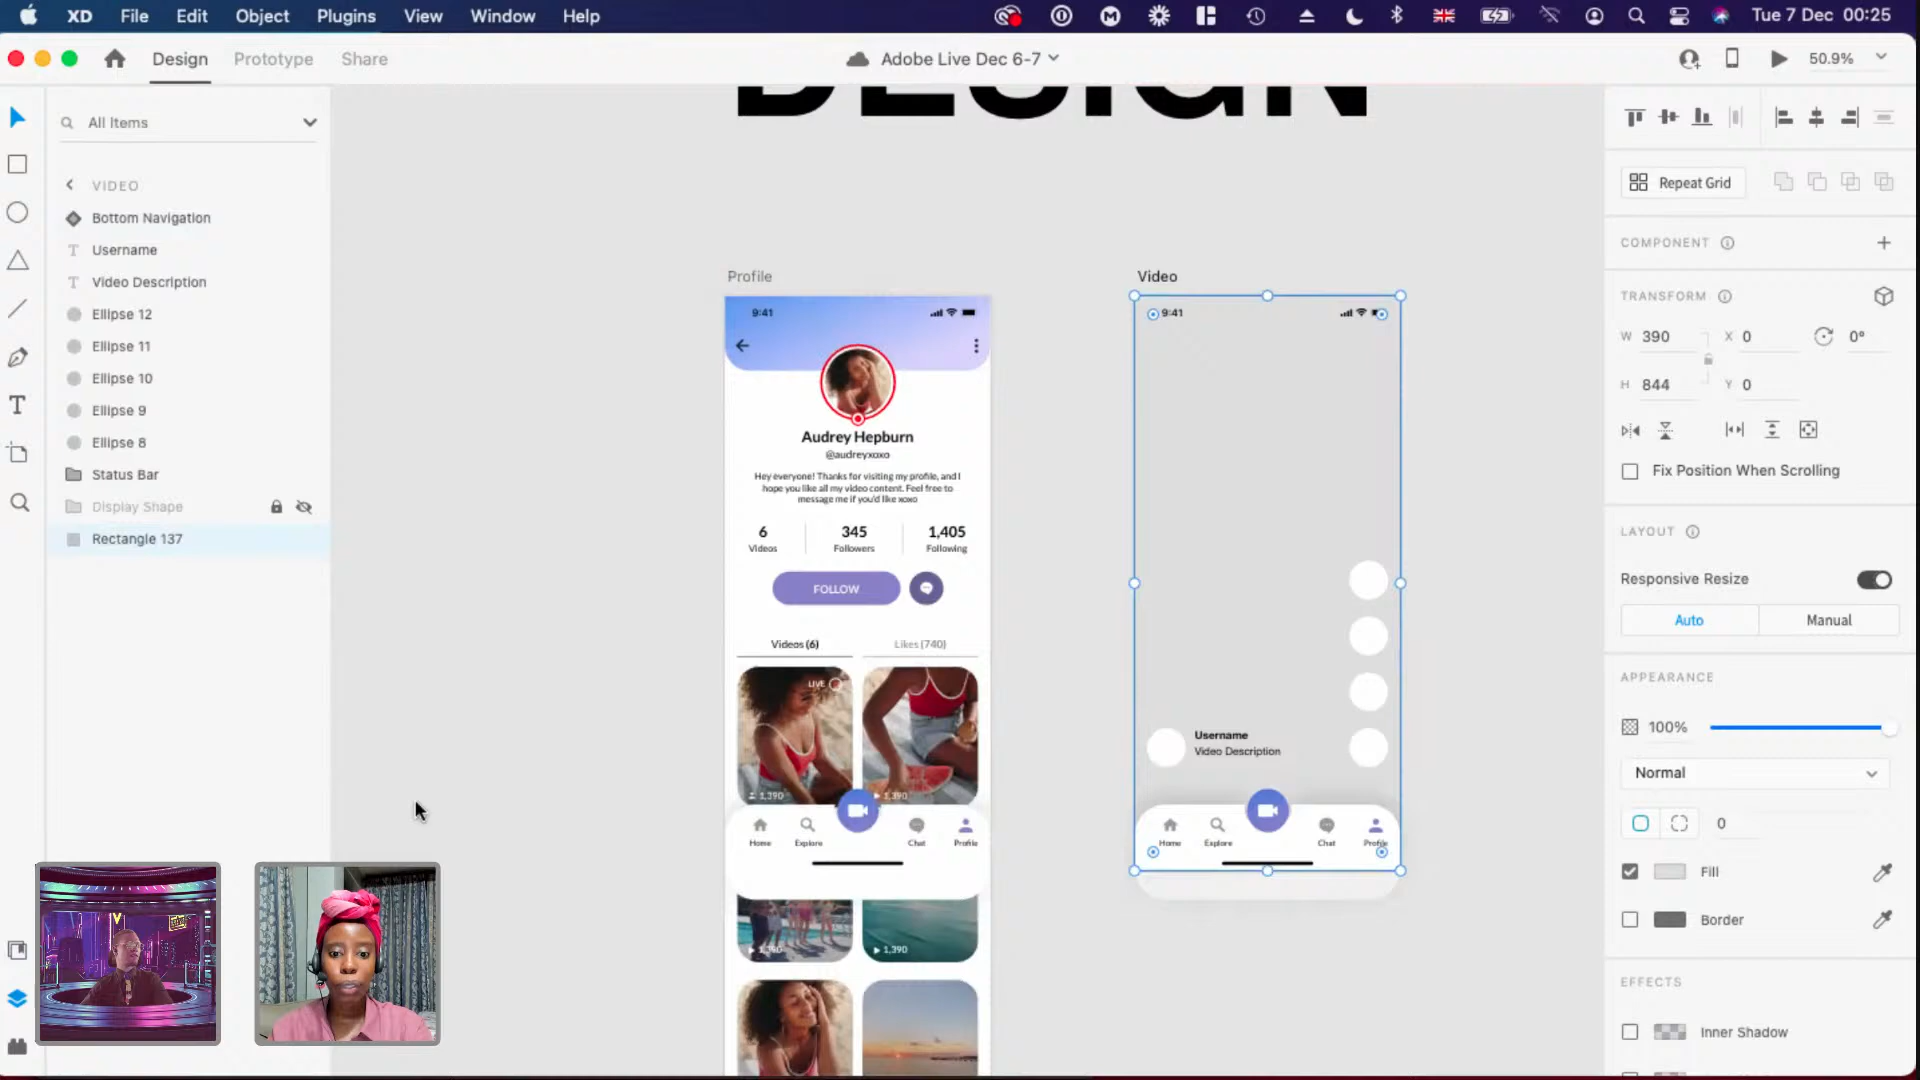 XD File Edit Object Plugins View Window Help
Tue 7 Dec 00:25
Design Prototype Share
Adobe Live Dec 6-7
50.9%
All Items
VIDEO
Bottom Navigation
Username
Video Description
Ellipse 12
Ellipse 11
Ellipse 10
Ellipse 9
Ellipse 8
Status Bar
Display Shape
Rectangle 137
DESIGN
Profile
9:41
Audrey Hepburn
@audreyxoxo
Hey everyone! Thanks for visiting my profile, and I
hope you like all my video content. Feel free to
message me if you'd like xoxo
6 345 1,405
Videos Followers Following
FOLLOW
Videos (6) Likes (740)
LIVE
1,390 1,390
Home Explore Chat Profile
1,390 1,390
Video
9:41
Username
Video Description
Home Explore Chat Profile
Repeat Grid
COMPONENT
TRANSFORM
W 390 X 0 0°
H 844 Y 0
Fix Position When Scrolling
LAYOUT
Responsive Resize
Auto Manual
APPEARANCE
100%
Normal
0
Fill
Border
EFFECTS
Inner Shadow